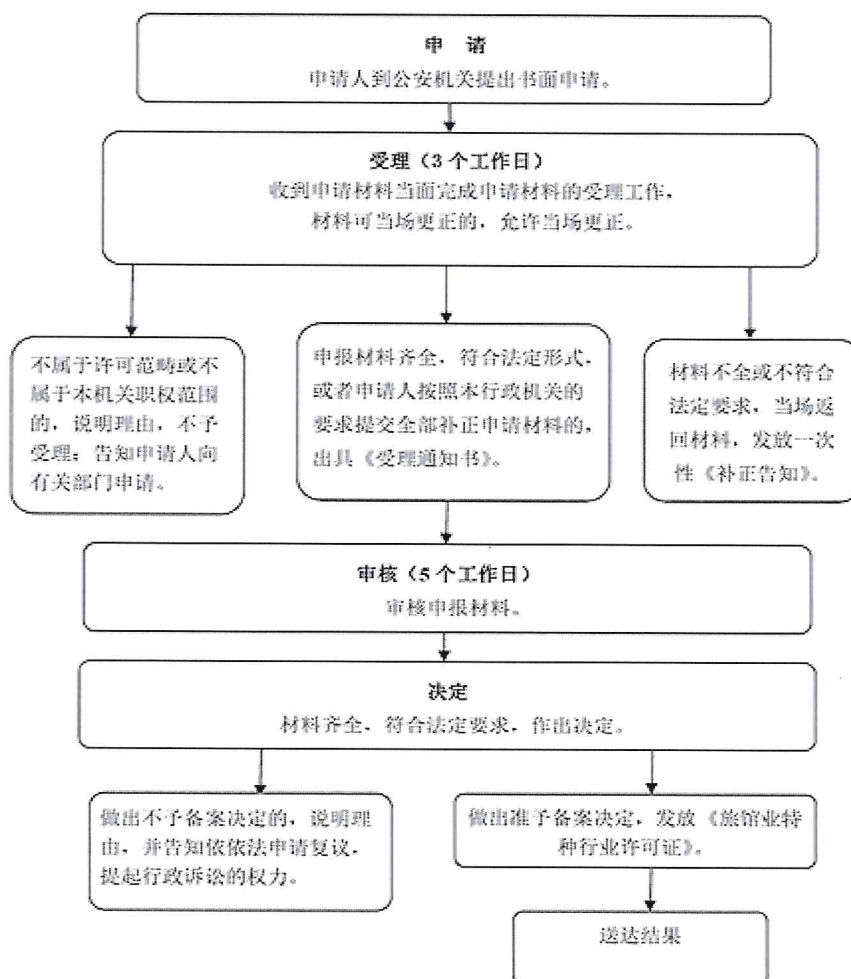 申 请
申请人到公安机关提出书面申请。
受理（3 个工作日）
收到申请材料当面完成申请材料的受理工作，
材料可当场更正的，允许当场更正。
不属于许可范畴或不
属于本机关职权范围
的，说明理由，不予
受理；告知申请人向
有关部门申请。
申报材料齐全，符合法定形式，
或者申请人按照本行政机关的
要求提交全部补正申请材料的，
出具《受理通知书》。
材料不全或不符合
法定要求，当场返
回材料，发放一次
性《补正告知》。
审核（5 个工作日）
审核申报材料。
决定
材料齐全，符合法定要求，作出决定。
做出不予备案决定的，说明理
由，并告知依依法申请复议，
提起行政诉讼的权力。
做出准予备案决定，发放《旅馆业特
种行业许可证》。
送达结果